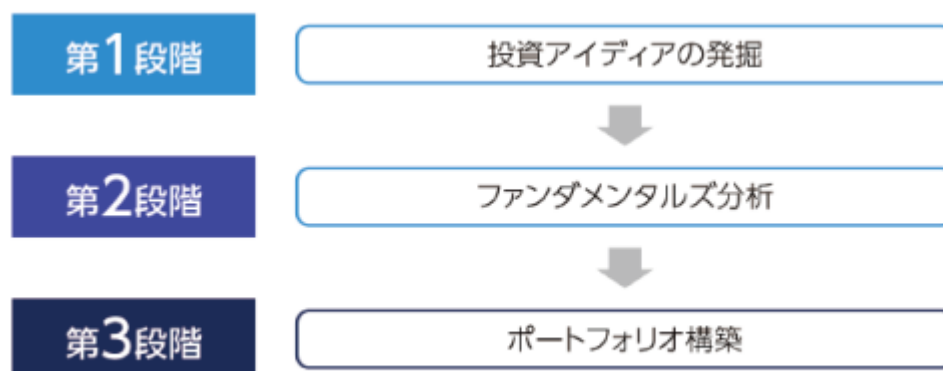 第1段階
投資アイディアの発掘
第2段階
ファンダメンタルズ分析
第3段階
ポートフォリオ構築